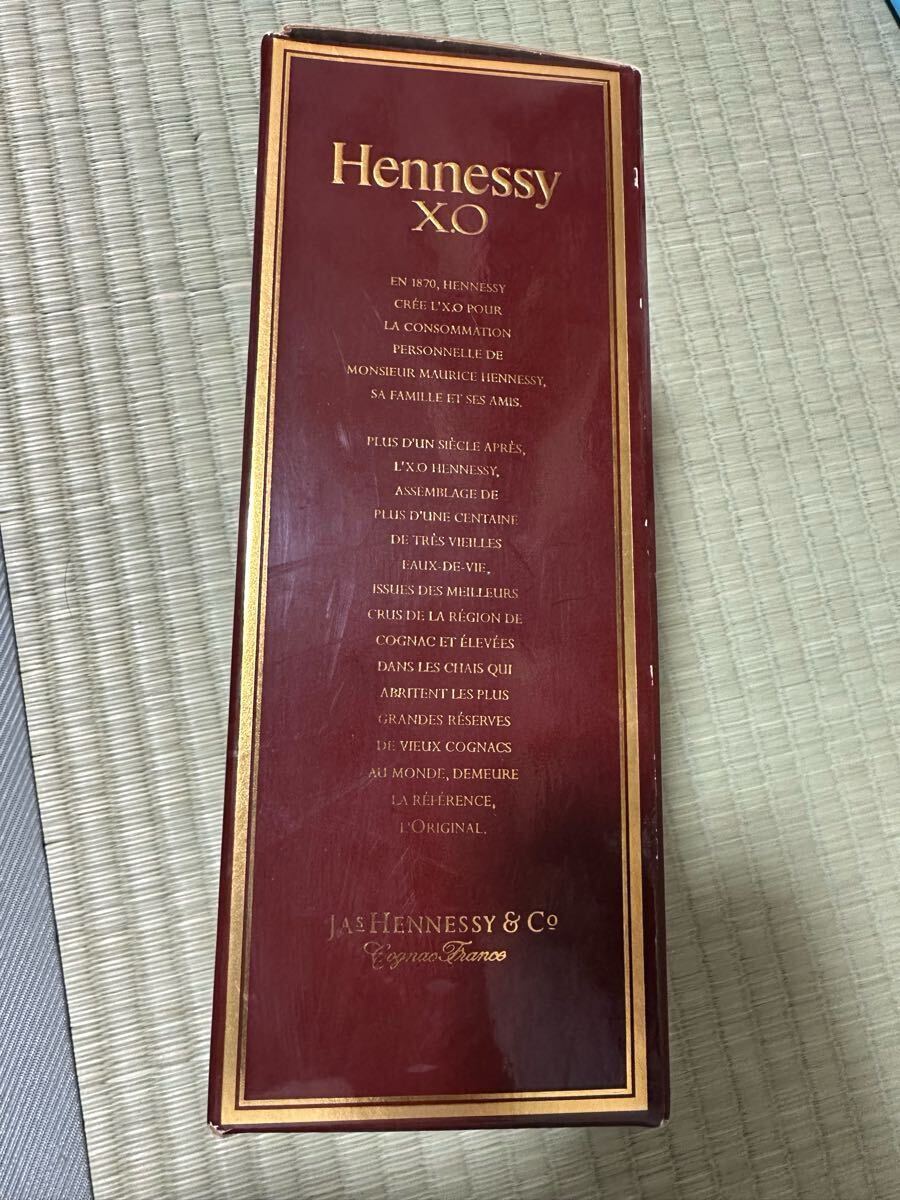 Hennessy
X.O
EN 1870, HENNESSY
CRÉE L'X.O POUR
LA CONSOMMATION
PERSONNELLE DE
MONSIEUR MAURICE HENNESSY,
SA FAMILLE ET SES AMIS.
PLUS D'UN SIÈCLE APRÈS,
L'X.O HENNESSY,
ASSEMBLAGE DE
PLUS D'UNE CENTAINE
DE TRÈS VIEILLES
EAUX-DE-VIE,
ISSUES DES MEILLEURS
CRUS DE LA RÉGION DE
COGNAC ET ÉLEVÉES
DANS LES CHAIS QUI
ABRITENT LES PLUS
GRANDES RÉSERVES
DE VIEUX COGNACS
AU MONDE, DEMEURE
LA RÉFÉRENCE,
L'ORIGINAL.
JAS HENNESSY & CO
Cognac France